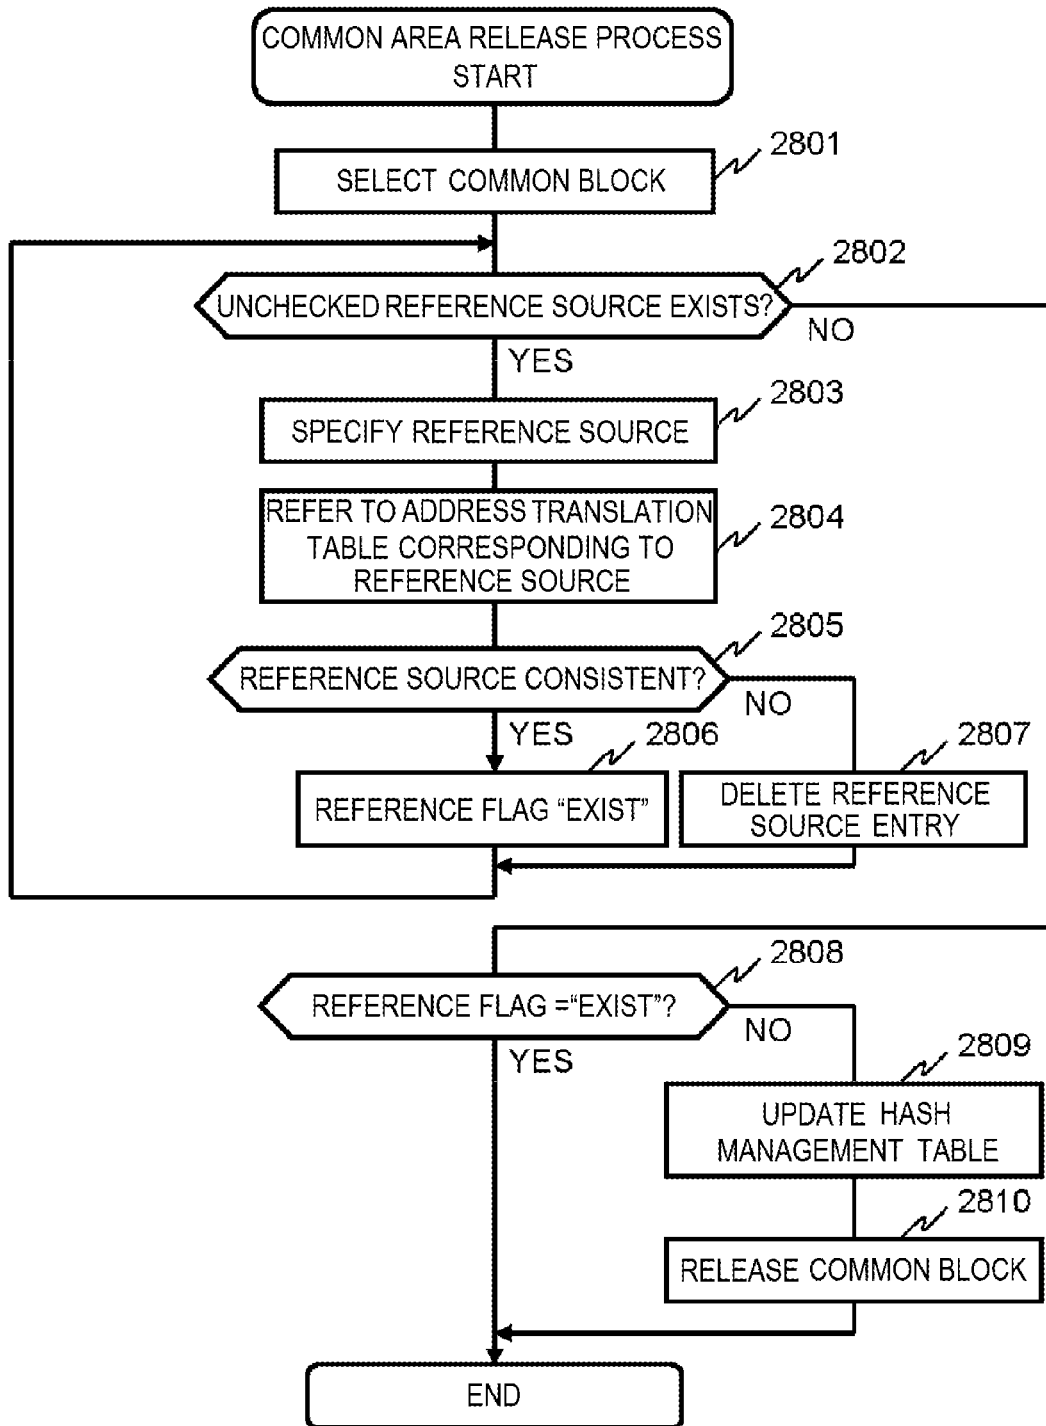 COMMON AREA RELEASE PROCESS
START
2801
SELECT COMMON BLOCK
2802
UNCHECKED REFERENCE SOURCE EXISTS?
NO
YES
2803
SPECIFY REFERENCE SOURCE
2804
REFER TO ADDRESS TRANSLATION
TABLE CORRESPONDING TO
REFERENCE SOURCE
2805
REFERENCE SOURCE CONSISTENT?
NO
YES
2806
REFERENCE FLAG “EXIST”
2807
DELETE REFERENCE
SOURCE ENTRY
2808
REFERENCE FLAG =“EXIST”?
NO
YES
2809
UPDATE HASH
MANAGEMENT TABLE
2810
RELEASE COMMON BLOCK
END